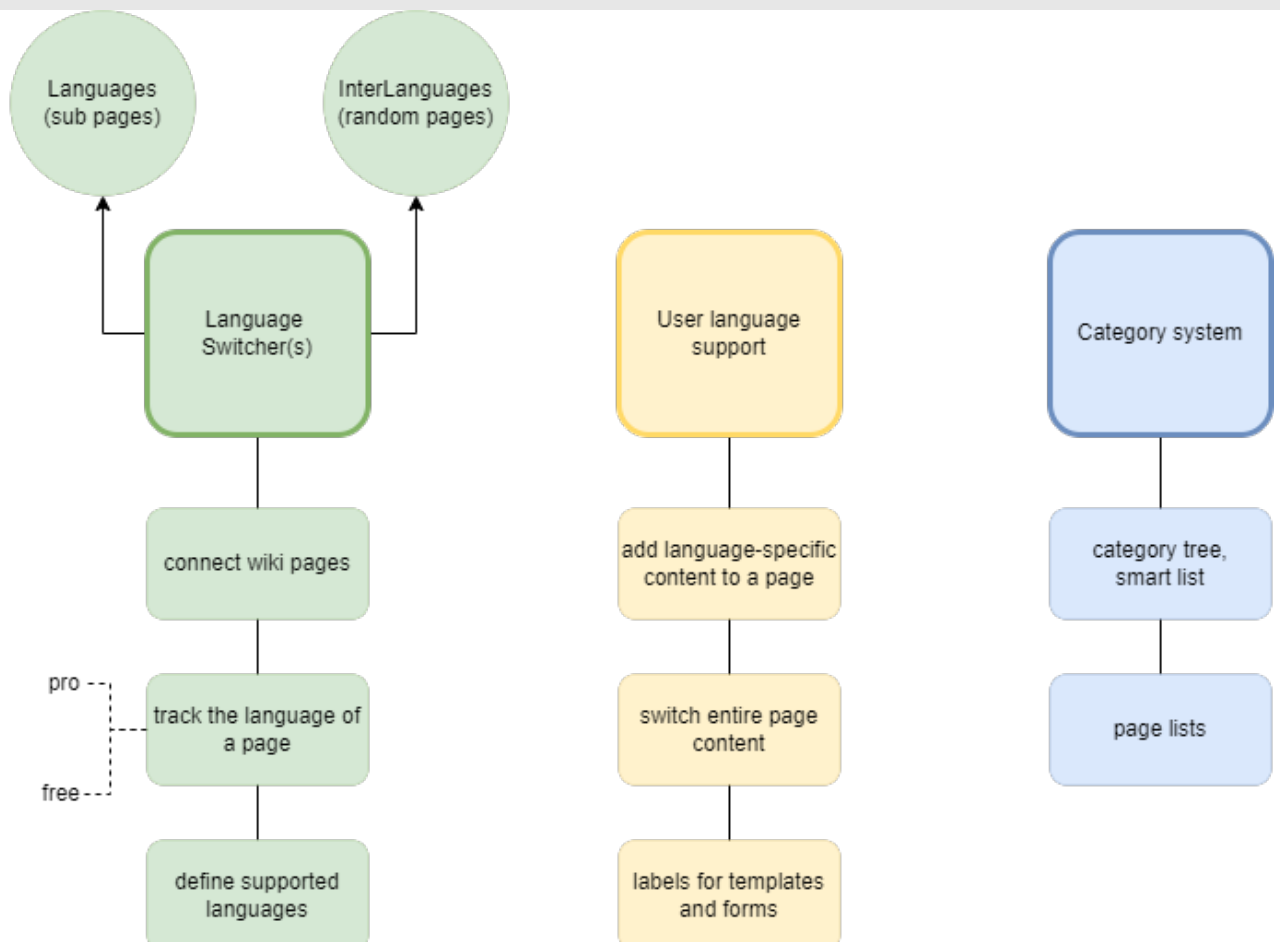 Languages
(sub pages)
InterLanguages
(random pages)
Language
Switcher(s)
User language
support
Category system
connect wiki pages
add language-specific
content to a page
category tree,
smart list
pro
free
track the language of
a page
switch entire page
content
page lists
define supported
languages
labels for templates
and forms